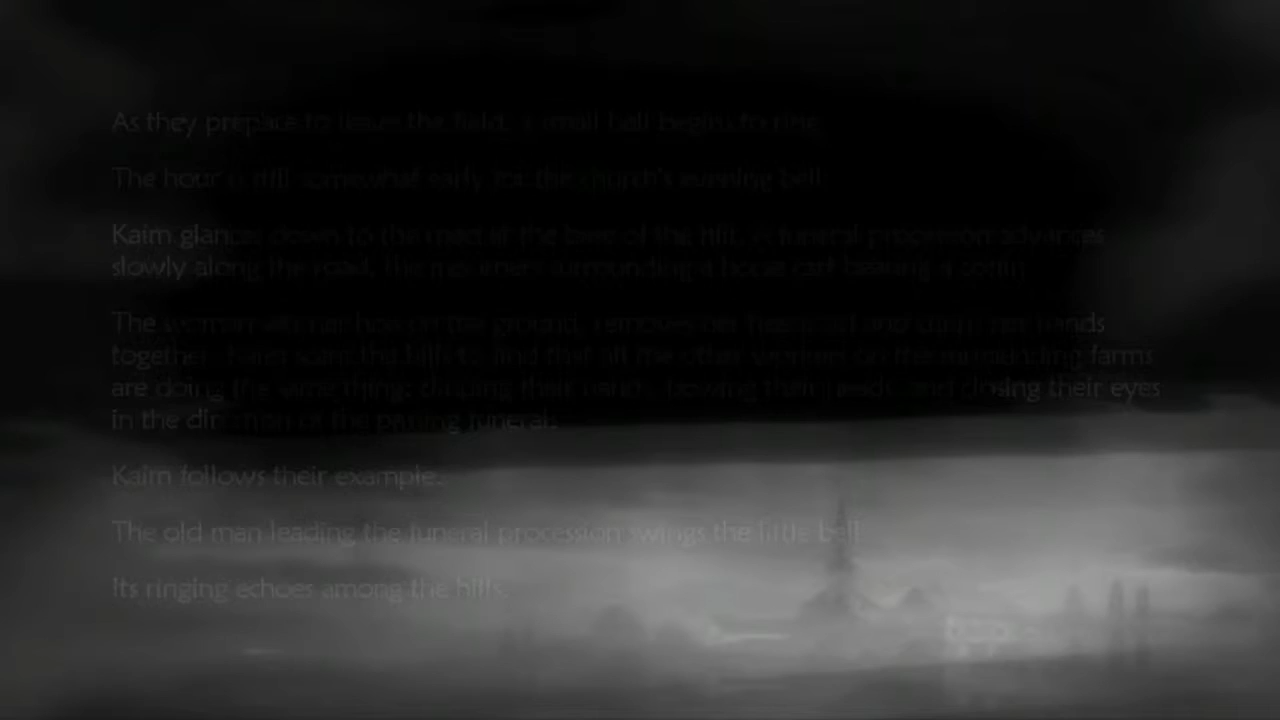 As they prepare to leave the field, a small bell begins to ring.
The hour is still somewhat early for the church's evening bell.
Kaim glances down to the road at the base of the hill. A funeral procession advances
slowly along the road, the mourners surrounding a horse cart bearing a coffin.
The woman sets her hoe on the ground, removes her and her hands
together. Kaim scans the hills to find that all the other workers on the surrounding farms
are doing the same thing: clasping their hands, bowing their heads, and closing their eyes
in the direction of the passing funeral.
Kaim follows their example.
The old man leading the funeral procession swings the little bell.
Its ringing echoes among the hills.